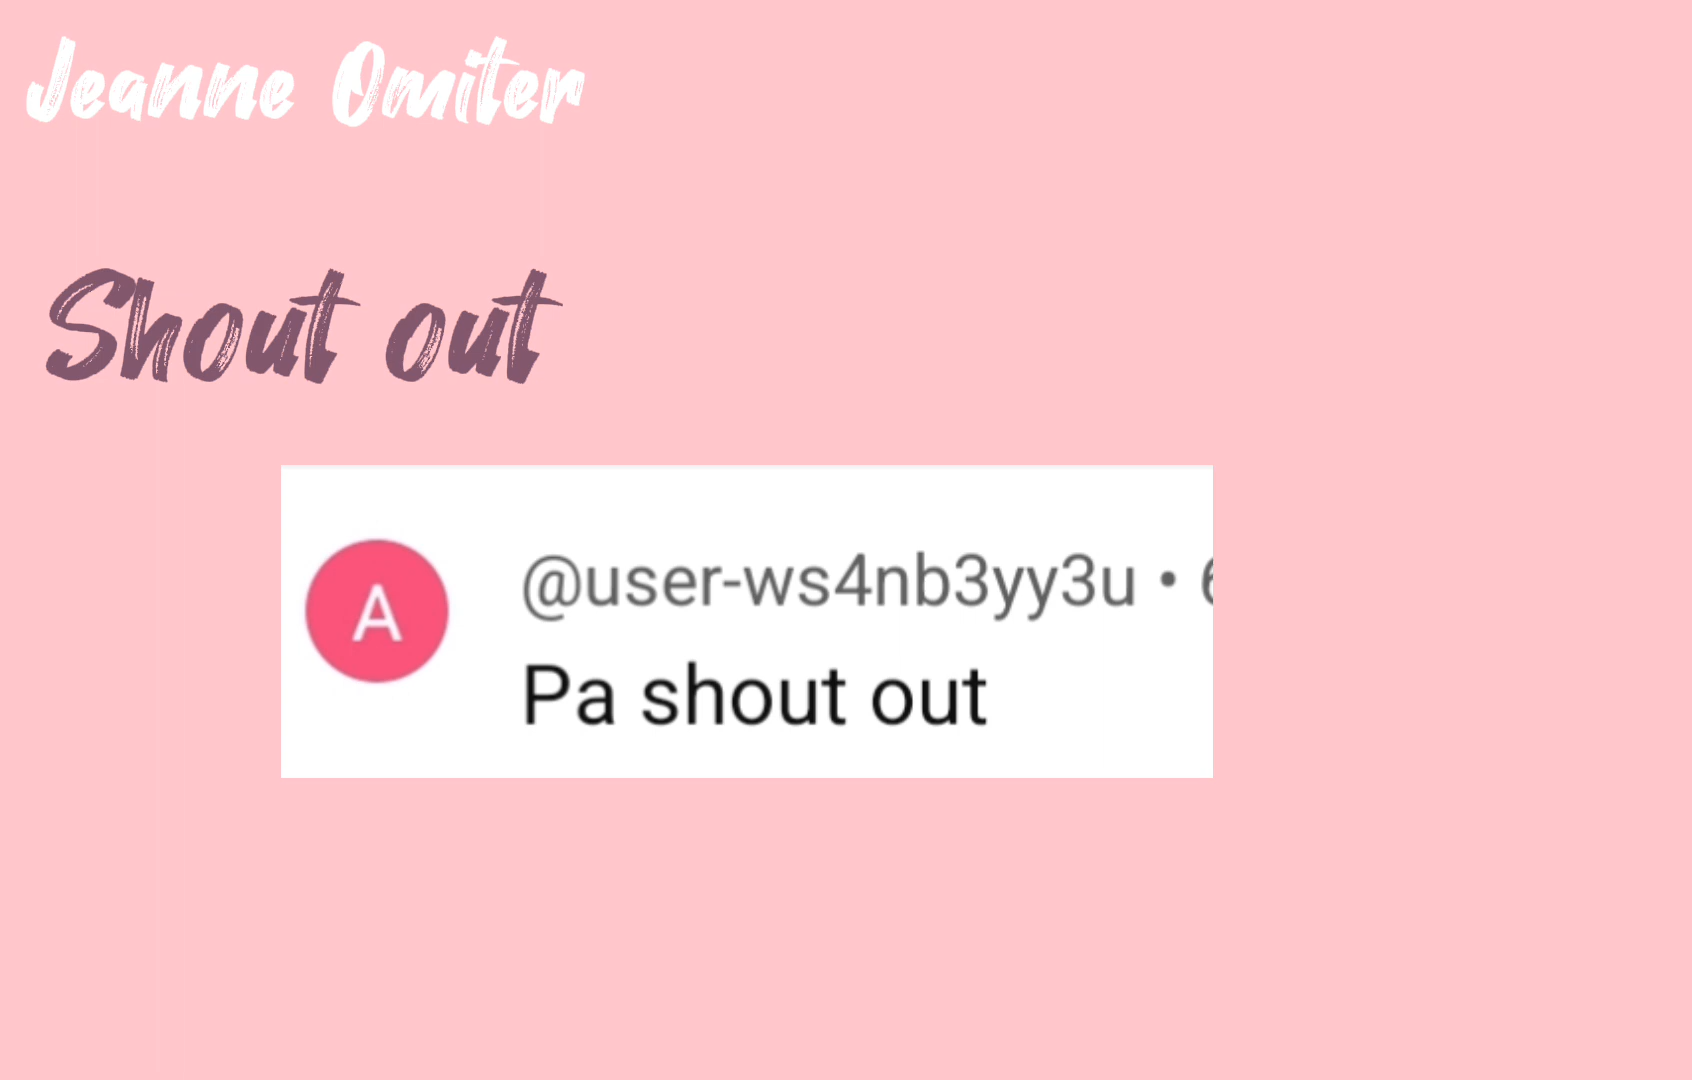 Jeanne Omiter
Shout out
A
@user-ws4nb3yy3u •
Pa shout out